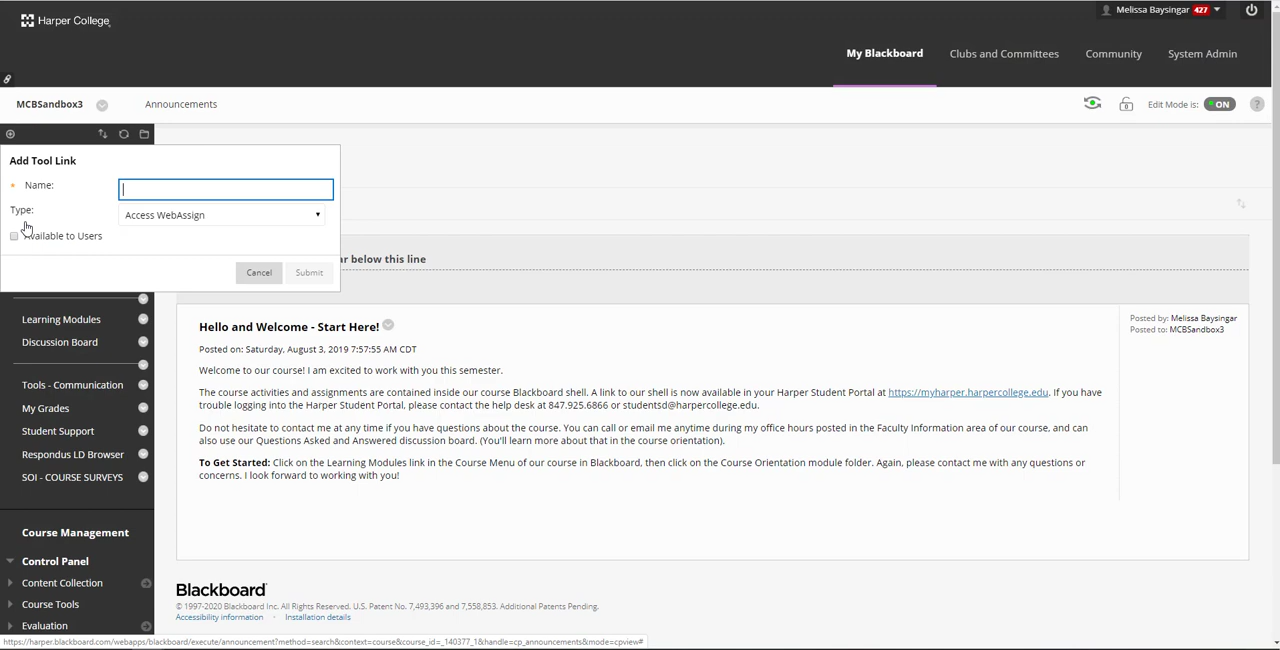 Harper College
Melissa Baysingar 427
My Blackboard
Clubs and Committees
Community
System Admin
MCBSandbox3
Announcements
Edit Mode is: ON ?
Add Tool Link
* Name:
Type:
Access WebAssign
Available to Users
Cancel
Submit
ar below this line
Learning Modules
Discussion Board
Tools - Communication
My Grades
Student Support
Respondus LD Browser
SOI - COURSE SURVEYS
Course Management
Control Panel
Content Collection
Course Tools
Evaluation
Hello and Welcome - Start Here!
Posted on: Saturday, August 3, 2019 7:57:55 AM CDT
Welcome to our course! I am excited to work with you this semester.
The course activities and assignments are contained inside our course Blackboard shell. A link to our shell is now available in your Harper Student Portal at https://myharper.harpercollege.edu. If you have
trouble logging into the Harper Student Portal, please contact the help desk at 847.925.6866 or studentsd@harpercollege.edu.
Do not hesitate to contact me at any time if you have questions about the course. You can call or email me anytime during my office hours posted in the Faculty Information area of our course, and can
also use our Questions Asked and Answered discussion board. (You'll learn more about that in the course orientation).
To Get Started: Click on the Learning Modules link in the Course Menu of our course in Blackboard, then click on the Course Orientation module folder. Again, please contact me with any questions or
concerns. I look forward to working with you!
Posted by: Melissa Baysingar
Posted to: MCBSandbox3
Blackboard
© 1997-2020 Blackboard Inc. All Rights Reserved. U.S. Patent No. 7,493,396 and 7,558,853. Additional Patents Pending.
Accessibility information · Installation details
https://harper.blackboard.com/webapps/blackboard/execute/announcement?method=search&context=course&course_id=_140377_1&handle=cp_announcements&mode=cpview#